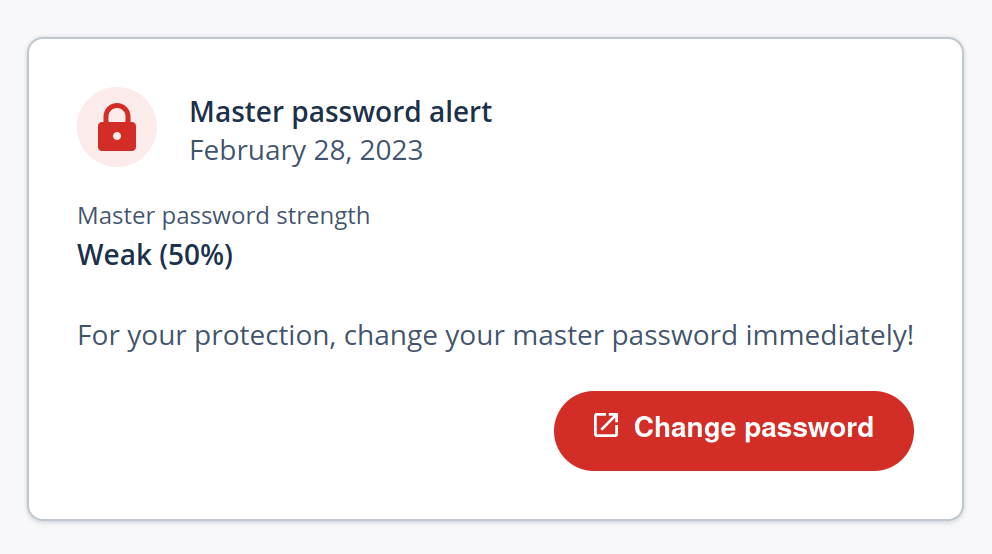 Master password alert
February 28, 2023
Master password strength
Weak (50%)
For your protection, change your master password immediately!
Change password